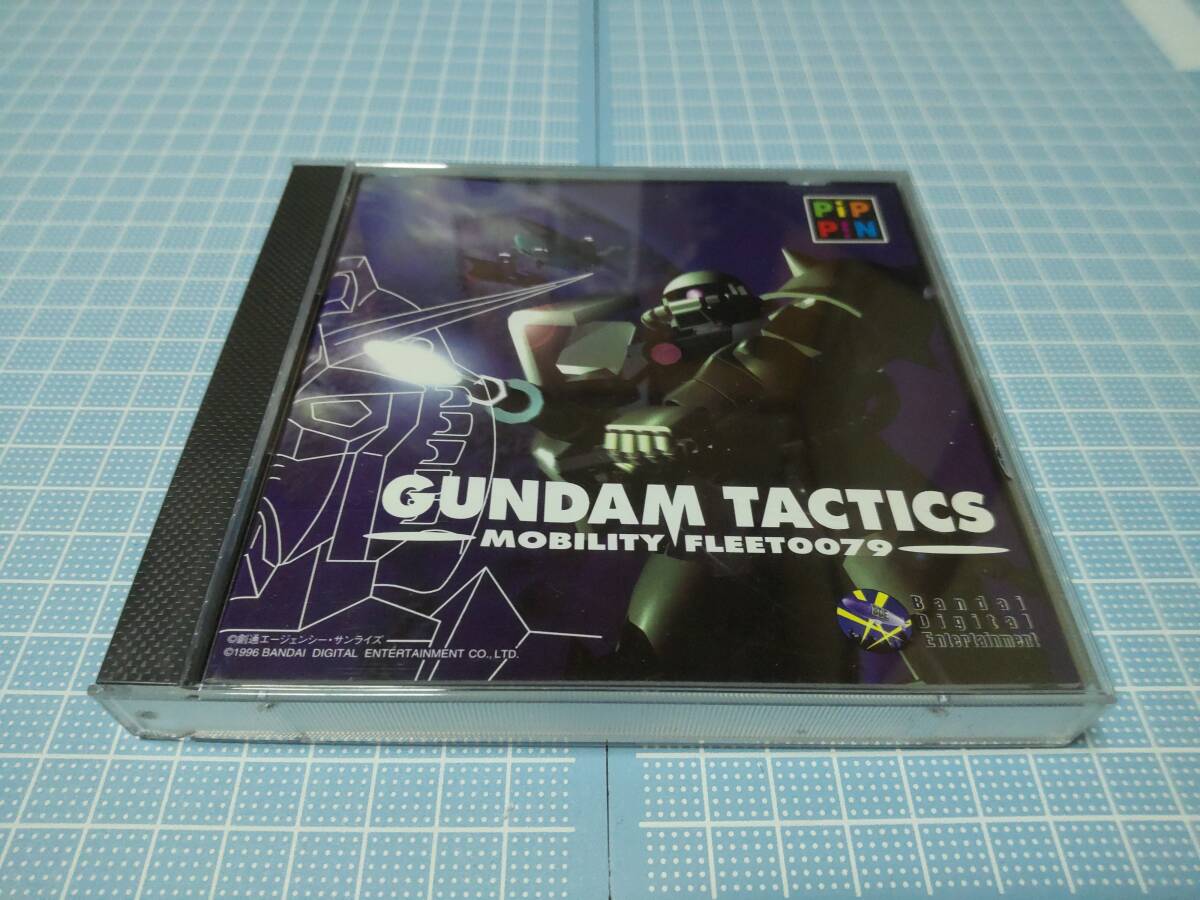 PiP
PiN
GUNDAM TACTICS
MOBILITY FLEET0079
Bandai
Digital
Entertainment
©創通エージェンシー・サンライズ
©1996 BANDAI DIGITAL ENTERTAINMENT CO., LTD.